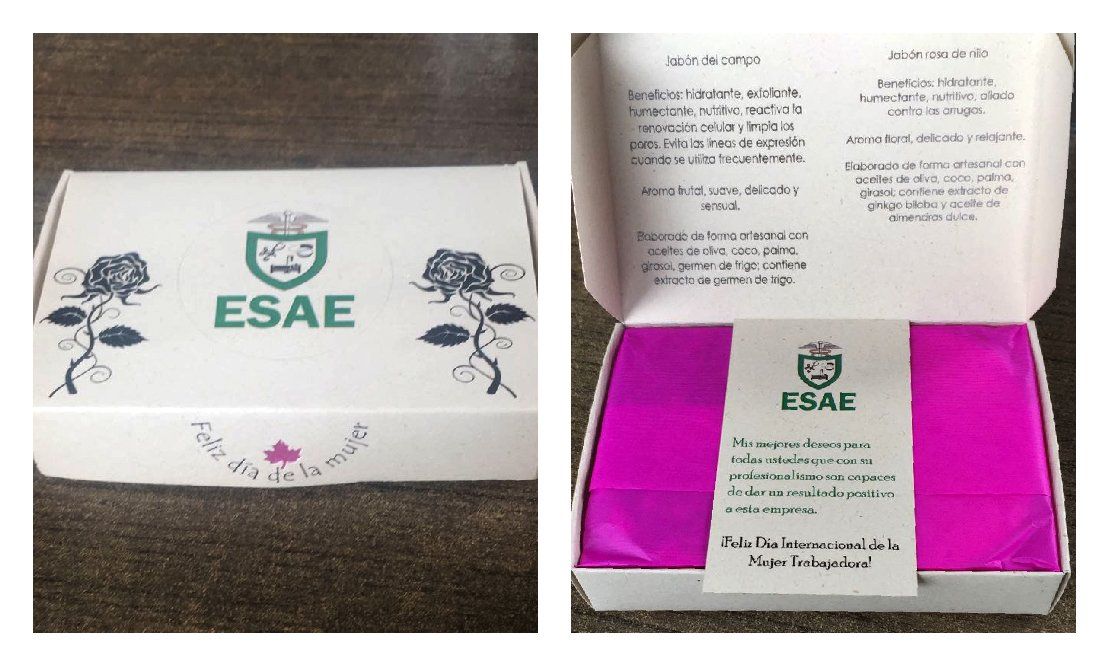 ESAE
Feliz día de la mujer
Jabón del campo
Beneficios: hidratante, exfoliante,
humectante, nutritivo, reactiva la
renovación celular y limpia los
poros. Evita las líneas de expresión
cuando se utiliza frecuentemente.
Aroma frutal, suave, delicado y
sensual.
Elaborado de forma artesanal con
aceites de oliva, coco, palma,
girasol, germen de trigo; contiene
extracto de germen de trigo.
Jabón rosa de nilo
Beneficios: hidratante,
humectante, nutritivo, aliado
contra las arrugas.
Aroma floral, delicado y relajante.
Elaborado de forma artesanal con
aceites de oliva, coco, palma,
girasol; contiene extracto de
ginkgo biloba y aceite de
almendras dulce.
ESAE
Mis mejores deseos para
todas ustedes que con su
profesionalismo son capaces
de dar un resultado positivo
a esta empresa.
¡Feliz Día Internacional de la
Mujer Trabajadora!